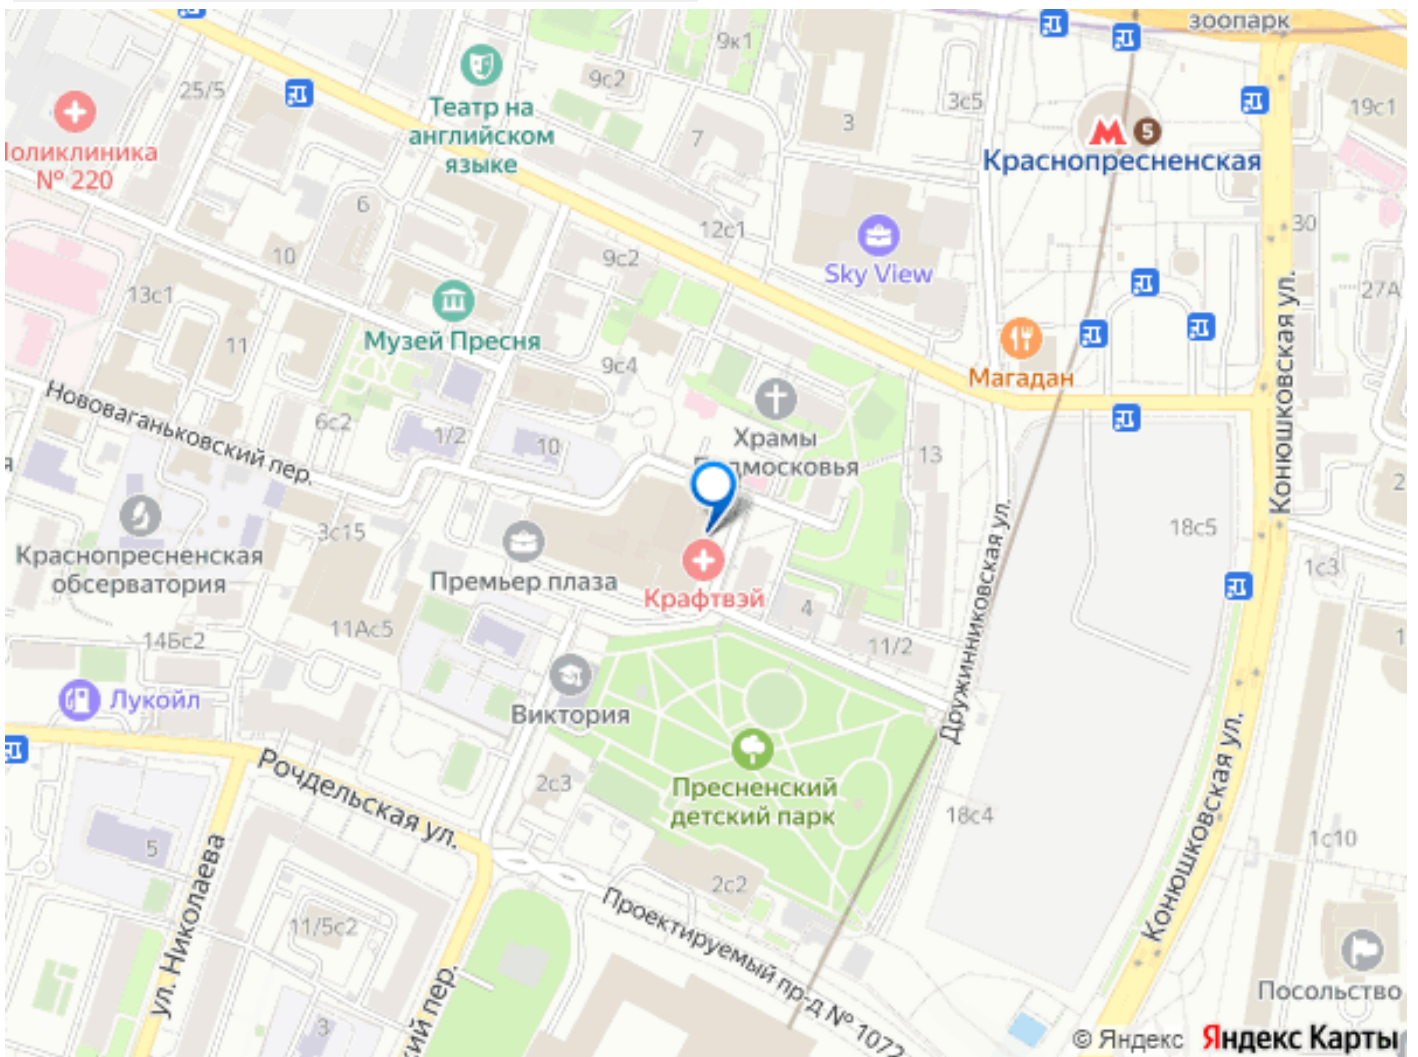 зоопарк
9к1
9с2
25/5
Театр на
английском
языке
7
3
3с5
19с1
5
Краснопресненская
№ 220
6
12с1
30
10
9с2
Sky View
27А
13с1
Конюшковская ул.
Музей Пресня
11
9с4
Магадан
Нововаганьковский пер.
6с2
1/2
10
Храмы
13
18с5
3с15
Дружинниковская ул.
Краснопресненская
обсерватория
Премьер плаза
Крафтвэй
1с3
4
11Ас5
14Бс2
11/2
Лукойл
Виктория
Рочдельская ул.
2с3
Пресненский
детский парк
18с4
Конюшковская ул.
1с10
5
ул. Николаева
2с2
Проектируемый пр-д № 1072
11/5с2
Посольство
3
© Яндекс Яндекс Карты